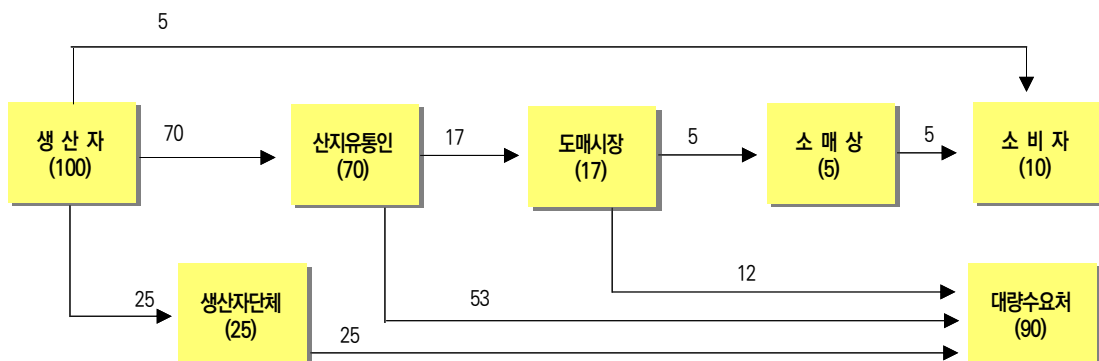 5
생 산 자
(100)
70
산지유통인
(70)
17
도매시장
(17)
5
소 매 상
(5)
5
소 비 자
(10)
25
생산자단체
(25)
53
25
12
대량수요처
(90)